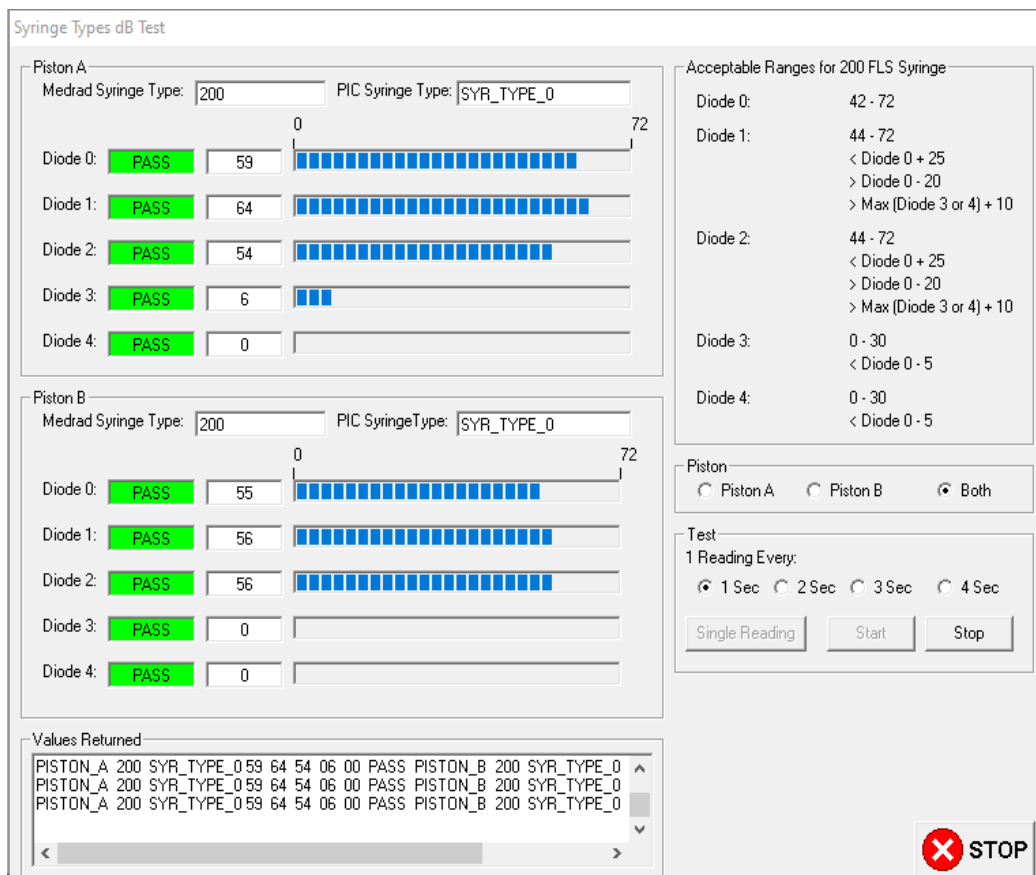 Syringe Types dB Test
Piston A
Medrad Syringe Type: 200 PIC Syringe Type: SYR_TYPE_0
0 72
Diode 0: PASS 59
Diode 1: PASS 64
Diode 2: PASS 54
Diode 3: PASS 6
Diode 4: PASS 0
Piston B
Medrad Syringe Type: 200 PIC SyringeType: SYR_TYPE_0
0 72
Diode 0: PASS 55
Diode 1: PASS 56
Diode 2: PASS 56
Diode 3: PASS 0
Diode 4: PASS 0
Values Returned
PISTON_A 200 SYR_TYPE_0 59 64 54 06 00 PASS PISTON_B 200 SYR_TYPE_0
PISTON_A 200 SYR_TYPE_0 59 64 54 06 00 PASS PISTON_B 200 SYR_TYPE_0
PISTON_A 200 SYR_TYPE_0 59 64 54 06 00 PASS PISTON_B 200 SYR_TYPE_0
Acceptable Ranges for 200 FLS Syringe
Diode 0: 42 - 72
Diode 1: 44 - 72
< Diode 0 + 25
> Diode 0 - 20
> Max (Diode 3 or 4) + 10
Diode 2: 44 - 72
< Diode 0 + 25
> Diode 0 - 20
> Max (Diode 3 or 4) + 10
Diode 3: 0 - 30
< Diode 0 - 5
Diode 4: 0 - 30
< Diode 0 - 5
Piston
Piston A Piston B Both
Test
1 Reading Every:
1 Sec 2 Sec 3 Sec 4 Sec
Single Reading Start Stop
STOP